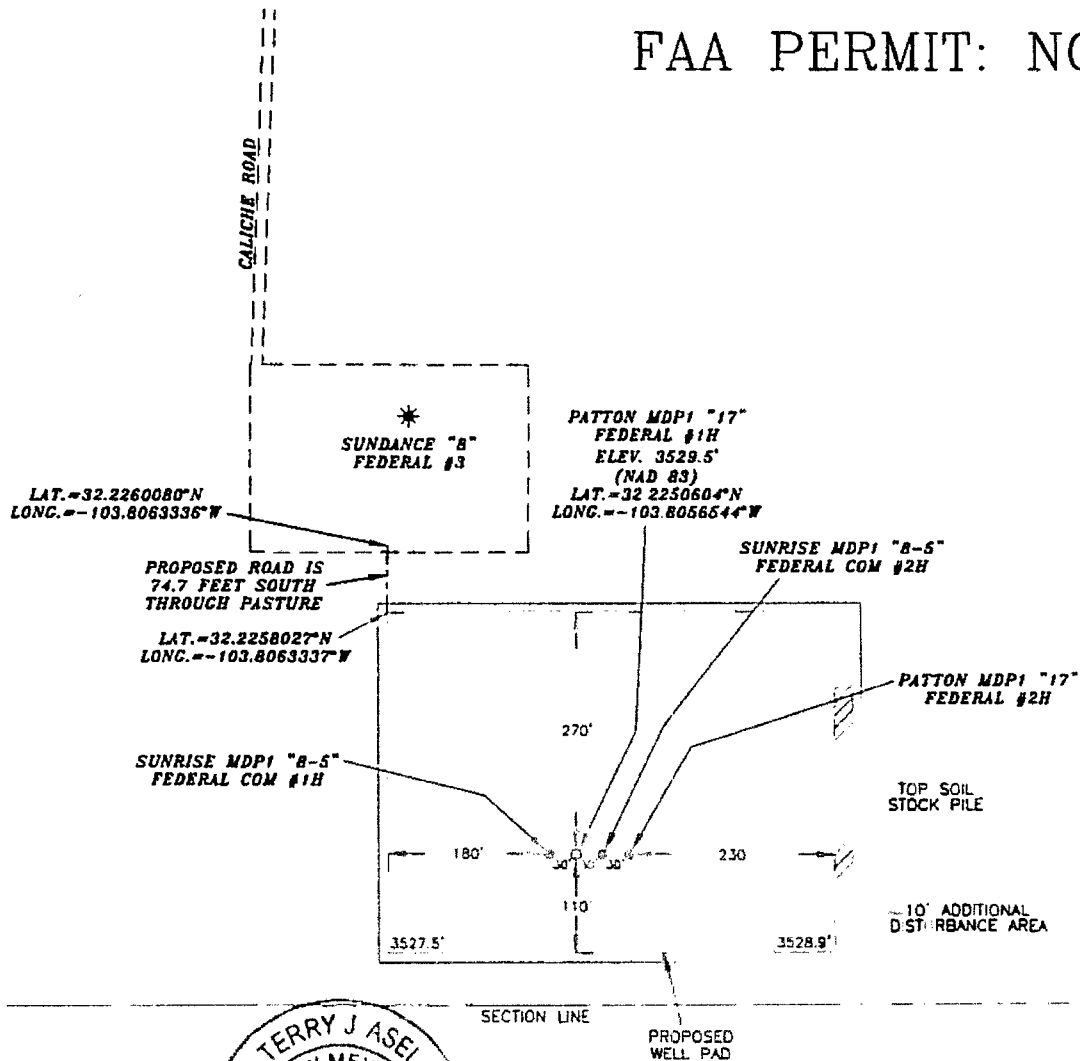 FAA PERMIT: NO
CALICHE ROAD
SUNDANCE "8"
FEDERAL #3
PATTON MDP1 "17"
FEDERAL #1H
ELEV. 3529.5'
(NAD 83)
LAT.=32.2250604°N
LONG.=-103.8056544°W
LAT.=32.2260080°N
LONG.=-103.8063336°W
SUNRISE MDP1 "8-5"
FEDERAL COM #2H
PROPOSED ROAD IS
74.7 FEET SOUTH
THROUGH PASTURE
LAT.=32.2258027°N
LONG.=-103.8063337°W
PATTON MDP1 "17"
FEDERAL #2H
270'
SUNRISE MDP1 "8-5"
FEDERAL COM #1H
TOP SOIL
STOCK PILE
180'
30'
30'
230
110'
~10' ADDITIONAL
DISTURBANCE AREA
3527.5'
3528.9'
SECTION LINE
TERRY J ASEL
PROPOSED
WELL PAD